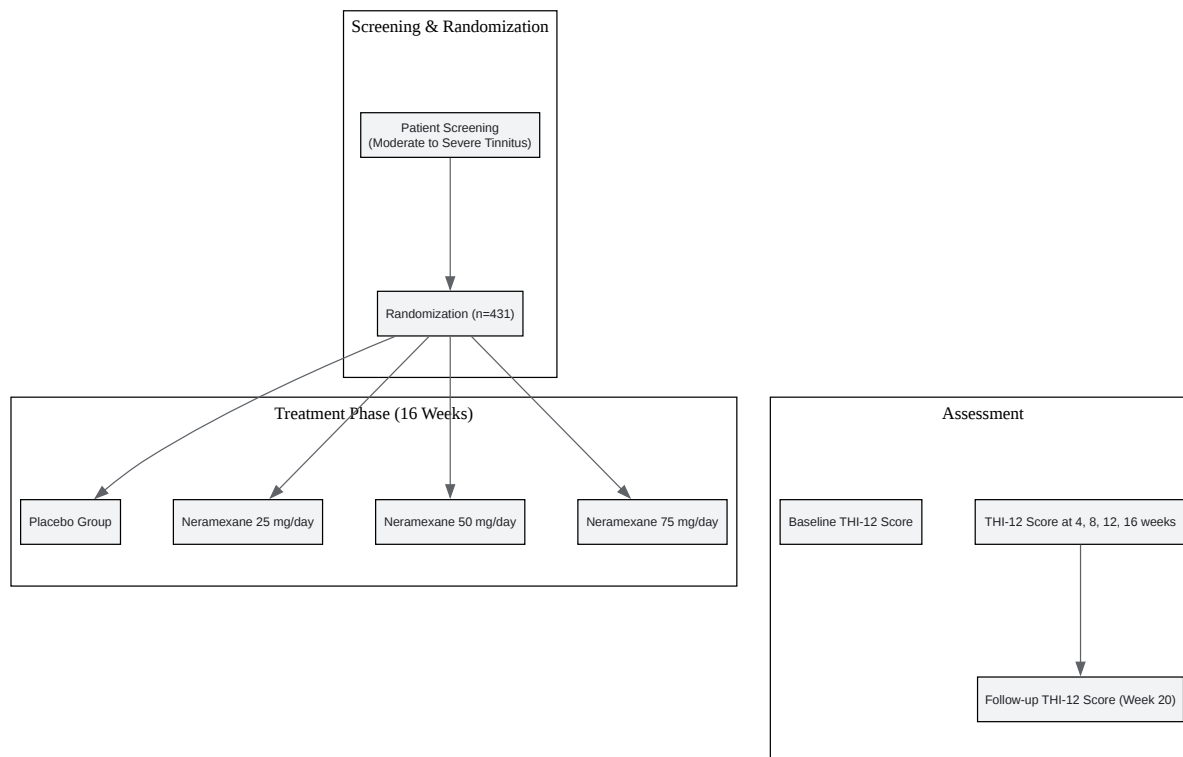 Screening & Randomization
Patient Screening
(Moderate to Severe Tinnitus)
Randomization (n=431)
Treatment Phase (16 Weeks)
Placebo Group
Neramexane 25 mg/day
Neramexane 50 mg/day
Neramexane 75 mg/day
Assessment
Baseline THI-12 Score
THI-12 Score at 4, 8, 12, 16 weeks
Follow-up THI-12 Score (Week 20)